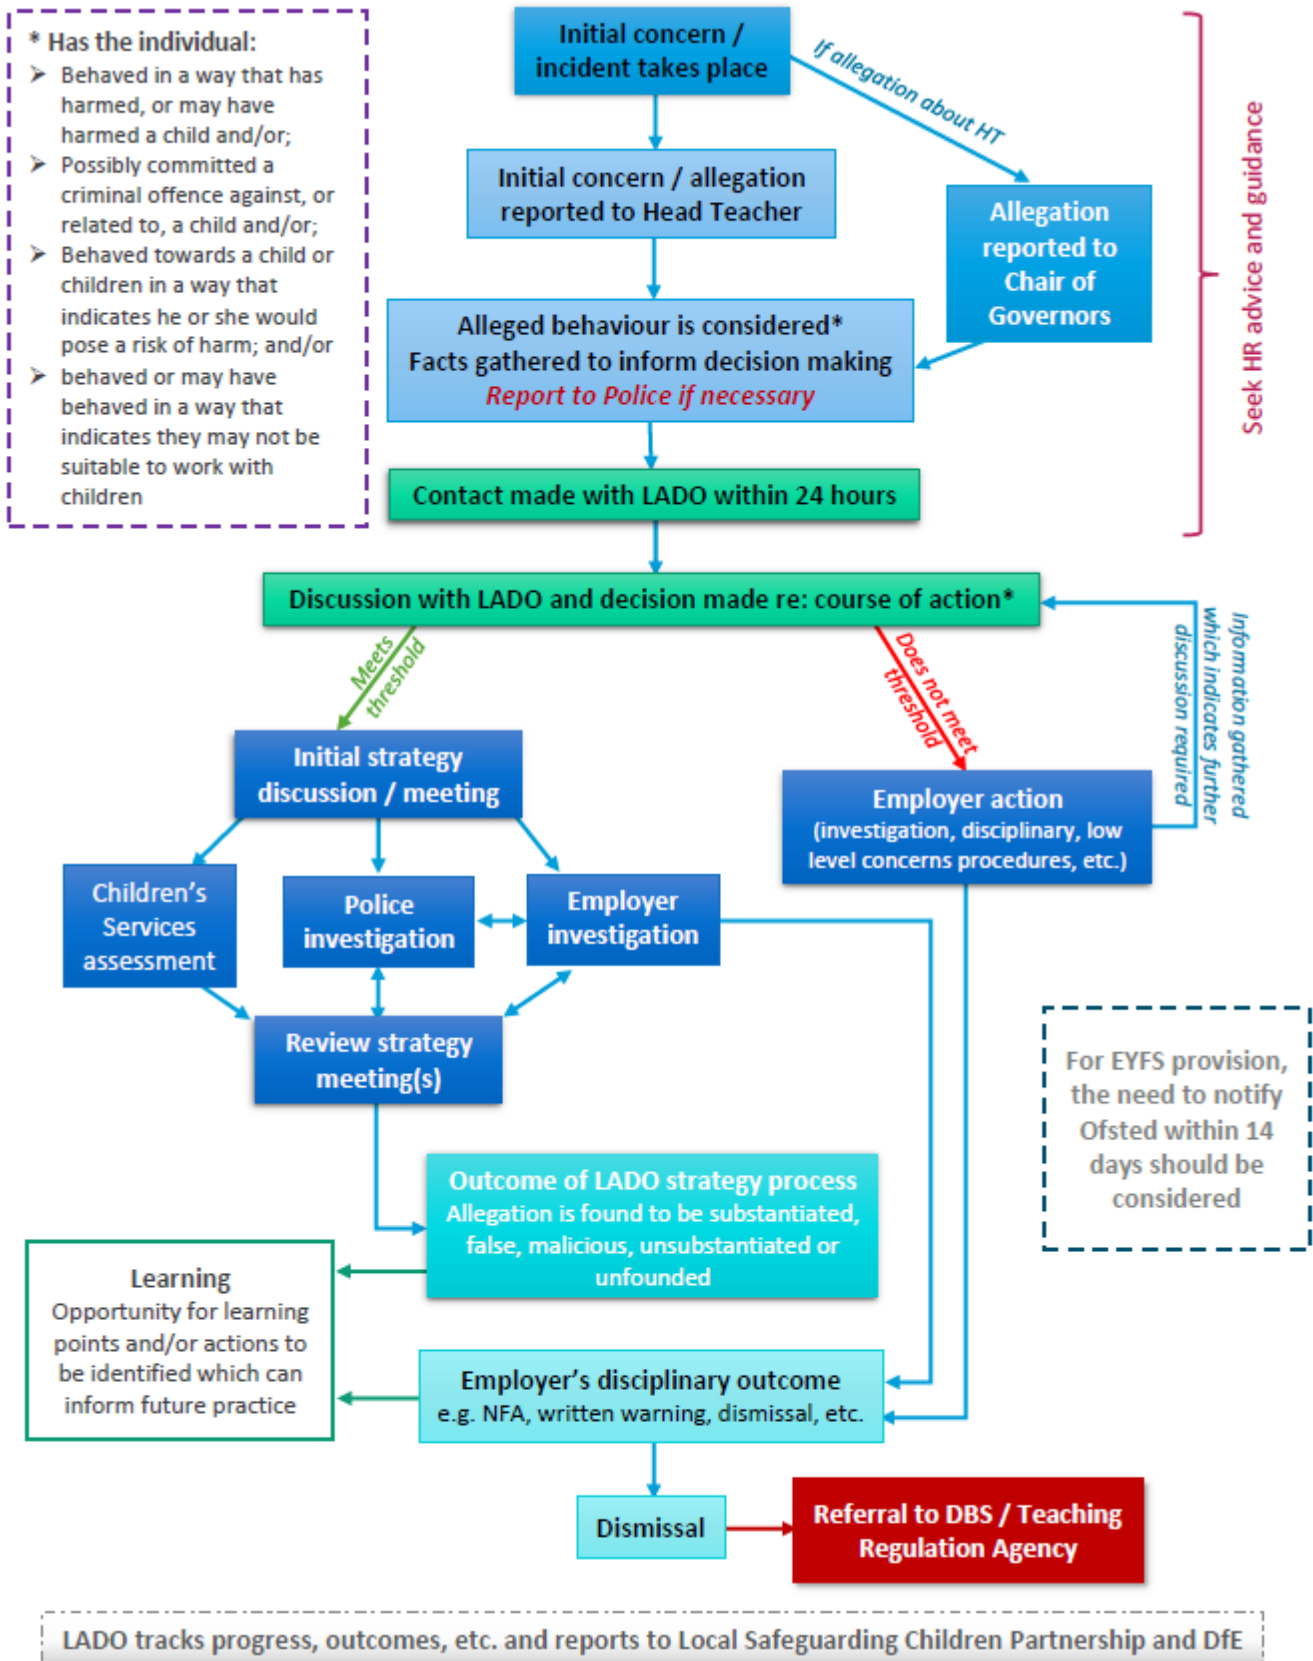 * Has the individual:
➤ Behaved in a way that has
harmed, or may have
harmed a child and/or;
➤ Possibly committed a
criminal offence against, or
related to, a child and/or;
➤ Behaved towards a child or
children in a way that
indicates he or she would
pose a risk of harm; and/or
➤ behaved or may have
behaved in a way that
indicates they may not be
suitable to work with
children
Initial concern /
incident takes place
If allegation about HT
Initial concern / allegation
reported to Head Teacher
Allegation
reported to
Chair of
Governors
Seek HR advice and guidance
Alleged behaviour is considered*
Facts gathered to inform decision making
Report to Police if necessary
Contact made with LADO within 24 hours
Discussion with LADO and decision made re: course of action*
Meets
threshold
Does not meet
threshold
Information gathered
which indicates further
discussion required
Initial strategy
discussion / meeting
Employer action
(investigation, disciplinary, low
level concerns procedures, etc.)
Children's
Services
assessment
Police
investigation
Employer
investigation
Review strategy
meeting(s)
For EYFS provision,
the need to notify
Ofsted within 14
days should be
considered
Outcome of LADO strategy process
Allegation is found to be substantiated,
false, malicious, unsubstantiated or
unfounded
Learning
Opportunity for learning
points and/or actions to
be identified which can
inform future practice
Employer's disciplinary outcome
e.g. NFA, written warning, dismissal, etc.
Dismissal
Referral to DBS / Teaching
Regulation Agency
LADO tracks progress, outcomes, etc. and reports to Local Safeguarding Children Partnership and DfE